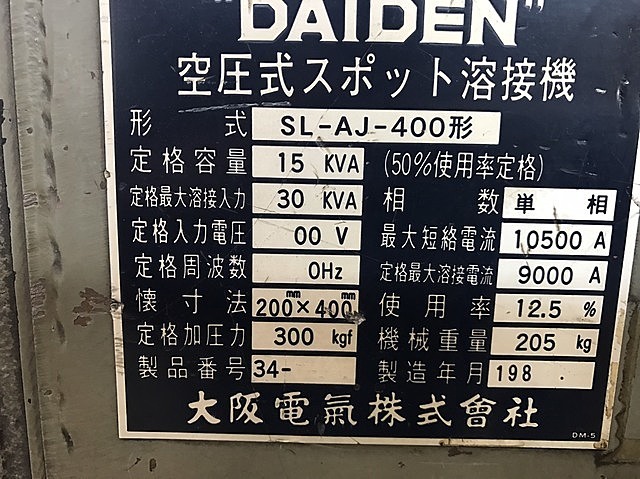 "DAIDEN"
空圧式スポット溶接機
形 式 SL-AJ-400形
定格容量 15 KVA (50%使用率定格)
定格最大溶接入力 30 KVA 相 数 単 相
定格入力電圧 00 V 最大短絡電流 10500 A
定格周波数 0Hz 定格最大溶接電流 9000 A
懐寸法 200mm×400mm 使用率 12.5 %
定格加圧力 300 kgf 機械重量 205 kg
製品番号 34- 製造年月 198 .
大阪電氣株式會社
DM-5